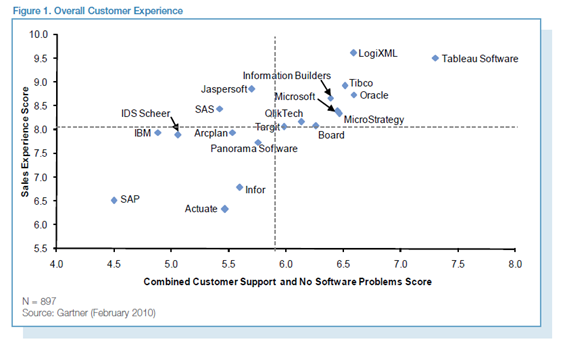 Figure 1. Overall Customer Experience
10.0
LogiXML
9.5
Tableau Software
Information Builders
9.0
Jaspersoft
Tibco
Microsoft
Oracle
8.5
SAS
IDS Scheer
QlikTech
MicroStrategy
8.0
IBM
Arcplan
Targit
Board
Panorama Software
7.5
7.0
Infor
6.5
SAP
Actuate
6.0
5.5
Sales Experience Score
4.0 4.5 5.0 5.5 6.0 6.5 7.0 7.5 8.0
Combined Customer Support and No Software Problems Score
N = 897
Source: Gartner (February 2010)